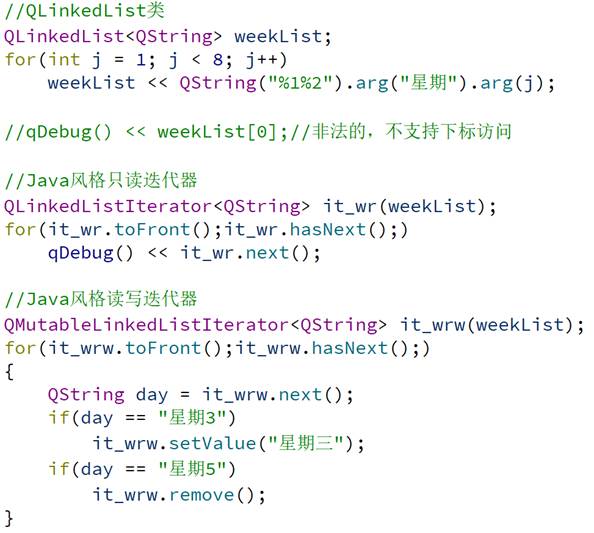 //QLinkedList类
QLinkedList<QString> weekList;
for(int j = 1; j < 8; j++)
    weekList << QString("%1%2").arg("星期").arg(j);

//qDebug() << weekList[0];//非法的，不支持下标访问

//Java风格只读迭代器
QLinkedListIterator<QString> it_wr(weekList);
for(it_wr.toFront();it_wr.hasNext();)
    qDebug() << it_wr.next();

//Java风格读写迭代器
QMutableLinkedListIterator<QString> it_wrw(weekList);
for(it_wrw.toFront();it_wrw.hasNext();)
{
    QString day = it_wrw.next();
    if(day == "星期3")
        it_wrw.setValue("星期三");
    if(day == "星期5")
        it_wrw.remove();
}